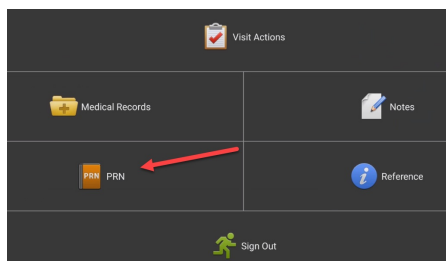 Visit Actions
Medical Records
Notes
PRN PRN
Reference
Sign Out